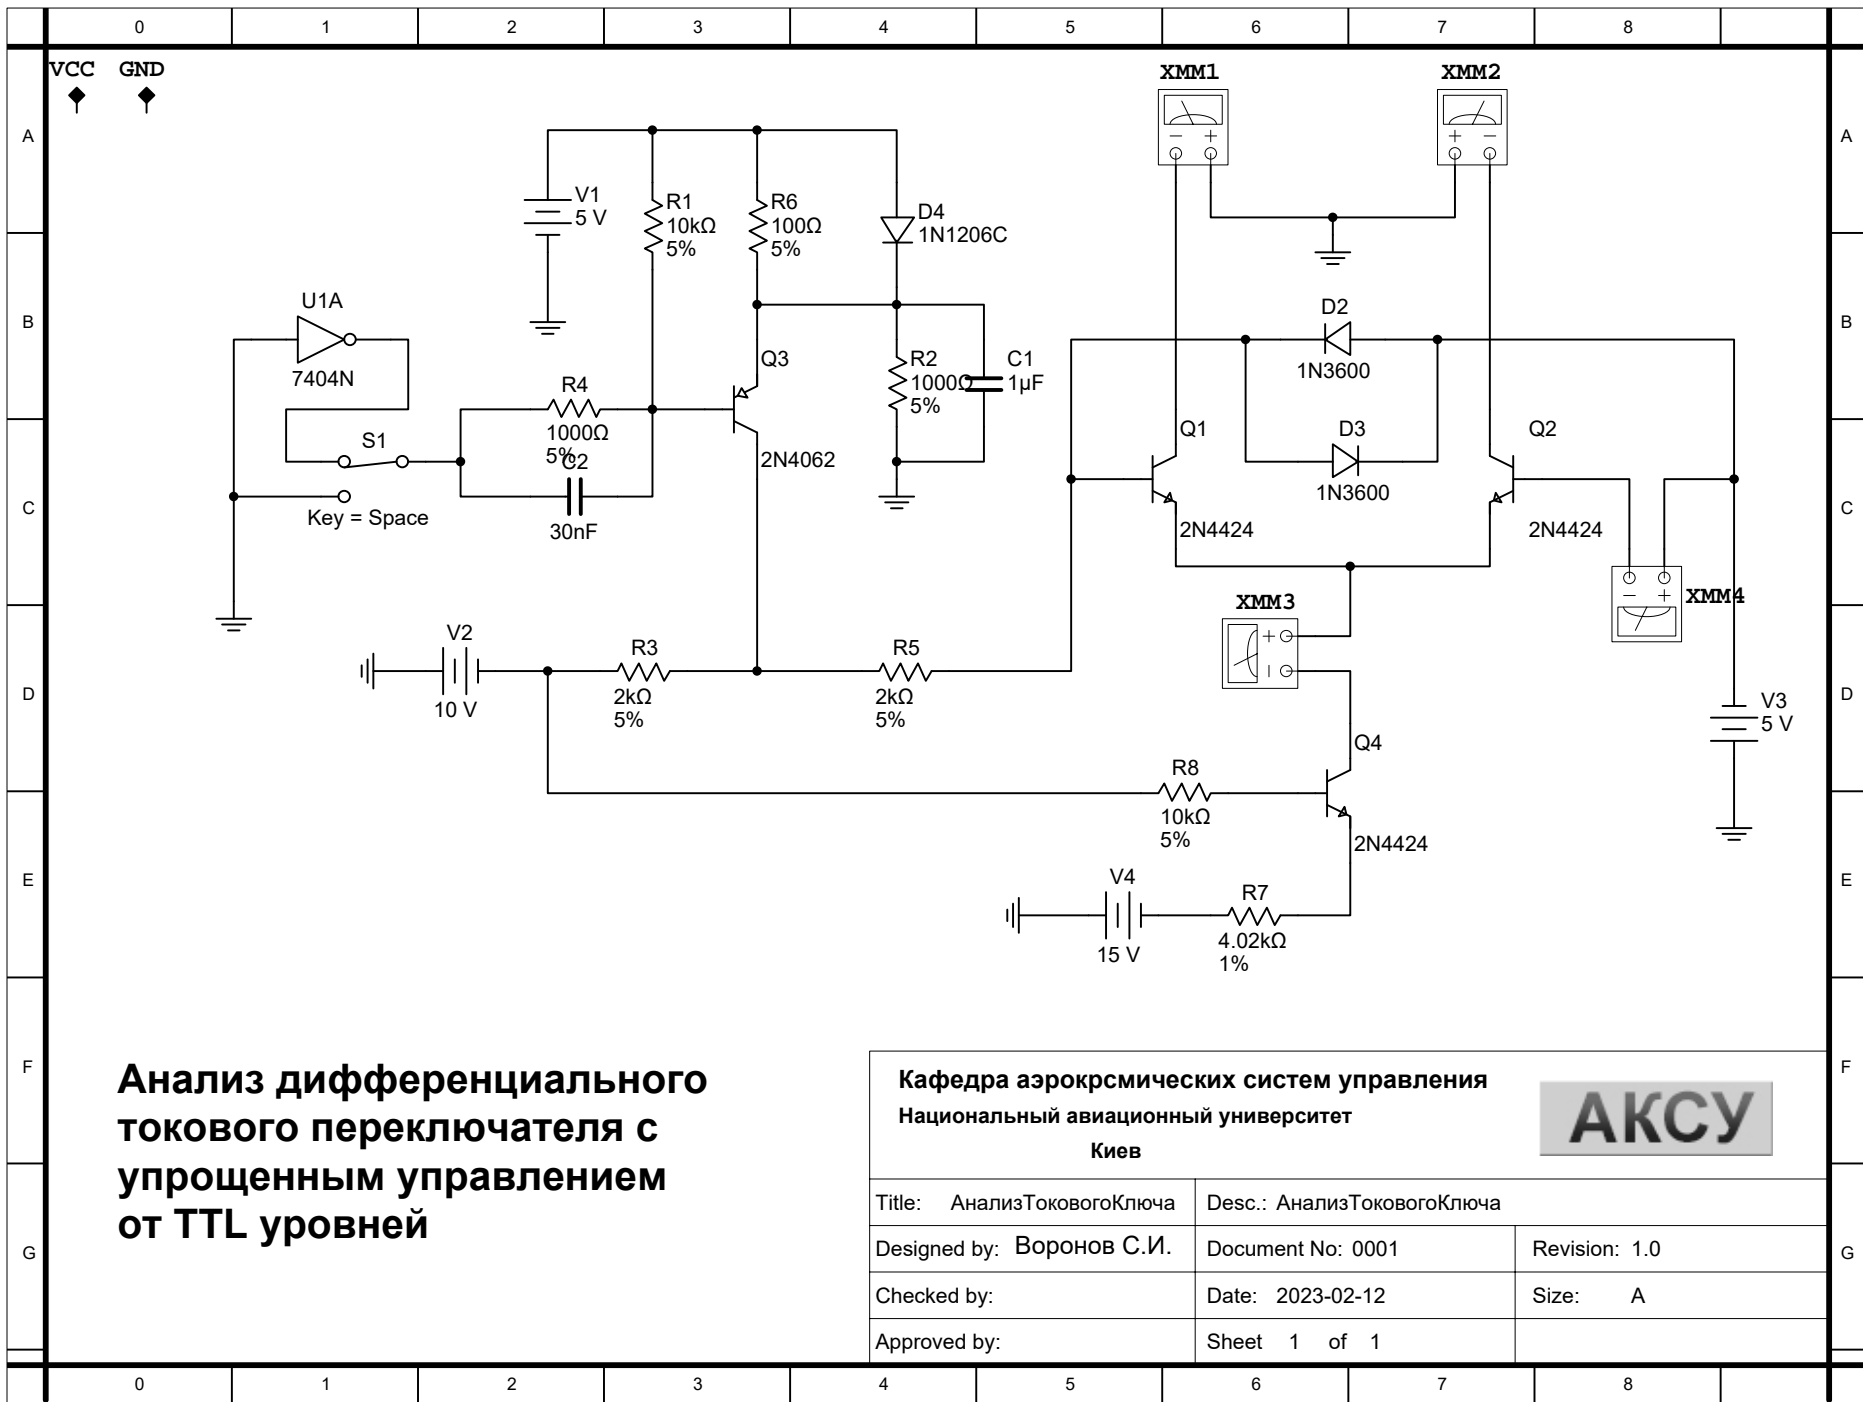 0 1 2 3 4 5 6 7 8
VCC GND
XMM1 XMM2
A A
V1
5 V
R1
10kΩ
5%
R6
100Ω
5%
D4
1N1206C
U1A
7404N
B B
D2
1N3600
Q3
2N4062
R2
1000Ω
5%
C1
1µF
R4
1000Ω
5%
C2
30nF
S1
Key = Space
Q1
2N4424
D3
1N3600
Q2
2N4424
C C
XMM3
XMM4
V2
10 V
R3
2kΩ
5%
R5
2kΩ
5%
D D
V3
5 V
Q4
2N4424
R8
10kΩ
5%
V4
15 V
R7
4.02kΩ
1%
E E
F F
Анализ дифференциального
токового переключателя с
упрощенным управлением
от TTL уровней
Кафедра аэрокрсмических систем управления
Национальный авиационный университет
Киев
АКСУ
Title: АнализТоковогоКлюча Desc.: АнализТоковогоКлюча
Designed by: Воронов С.И. Document No: 0001 Revision: 1.0
Checked by: Date: 2023-02-12 Size: A
Approved by: Sheet 1 of 1
G G
0 1 2 3 4 5 6 7 8